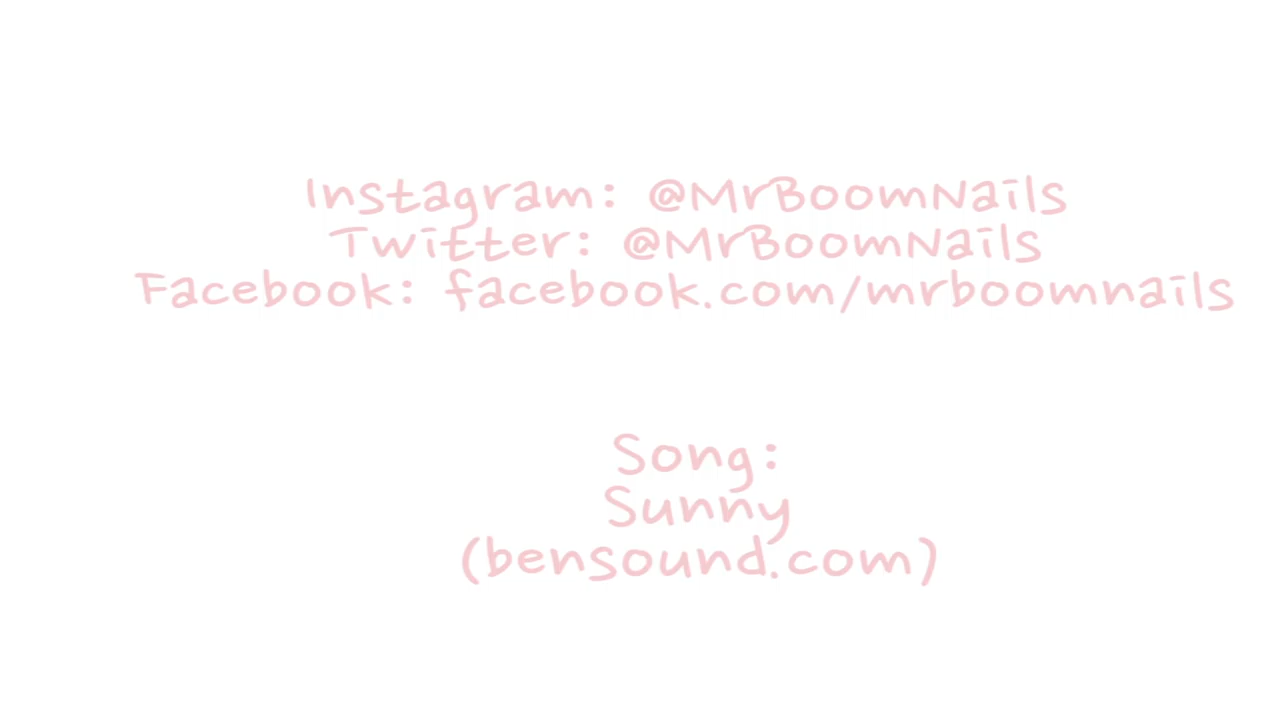 Instagram: @MrBoomNails
Twitter: @MrBoomNails
Facebook: facebook.com/mrboomnails
Song:
Sunny
(bensound.com)